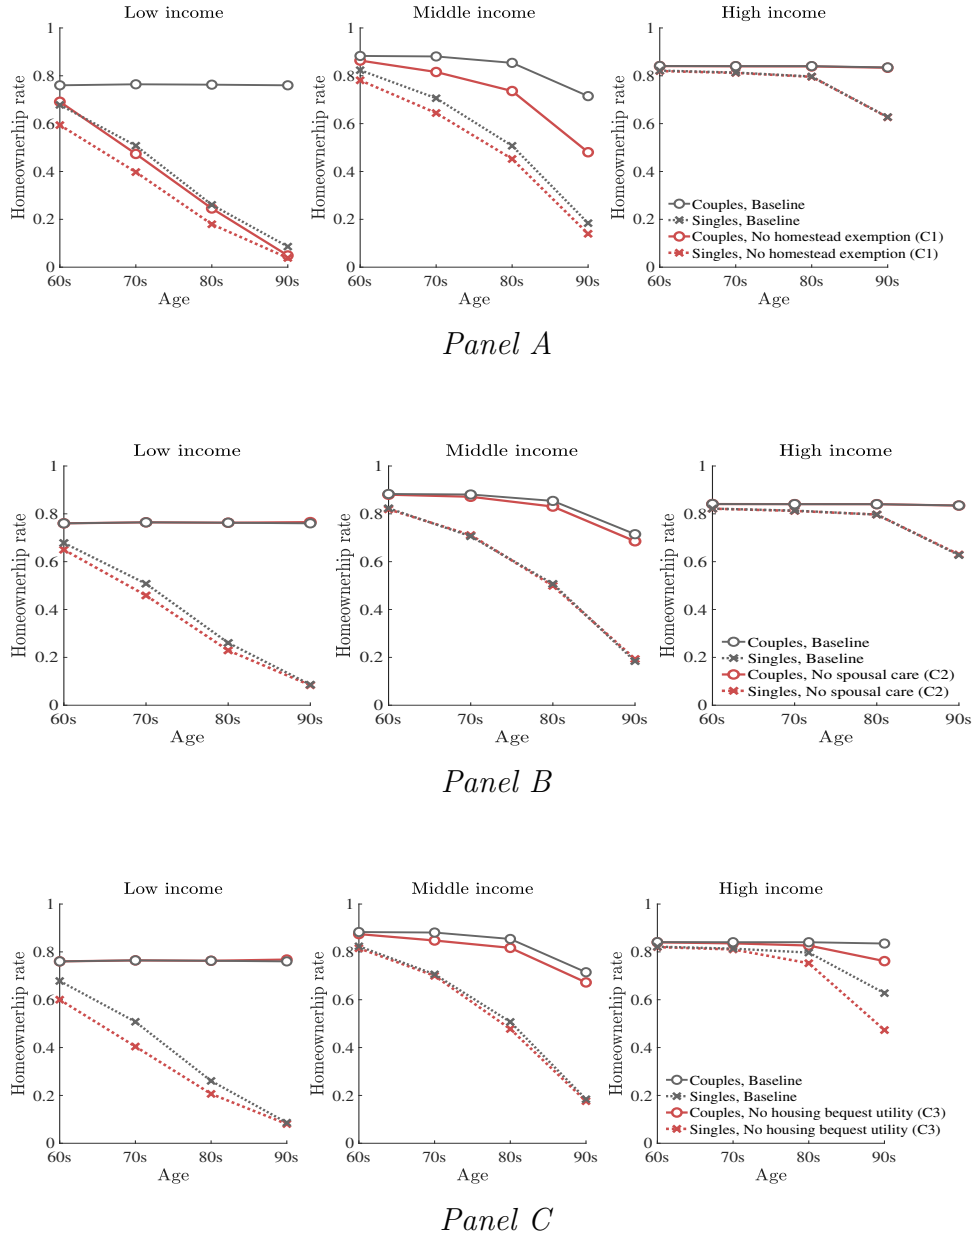 Low income
Middle income
High income
Homeownerhip rate
1
0.8
0.6
0.4
0.2
0
60s 70s 80s 90s
Age
Homeownerhip rate
1
0.8
0.6
0.4
0.2
0
60s 70s 80s 90s
Age
Homeownerhip rate
1
0.8
0.6
0.4
0.2
0
60s 70s 80s 90s
Age
Couples, Baseline
Singles, Baseline
Couples, No homestead exemption (C1)
Singles, No homestead exemption (C1)
Panel A
Low income
Middle income
High income
Homeownerhip rate
1
0.8
0.6
0.4
0.2
0
60s 70s 80s 90s
Age
Homeownerhip rate
1
0.8
0.6
0.4
0.2
0
60s 70s 80s 90s
Age
Homeownerhip rate
1
0.8
0.6
0.4
0.2
0
60s 70s 80s 90s
Age
Couples, Baseline
Singles, Baseline
Couples, No spousal care (C2)
Singles, No spousal care (C2)
Panel B
Low income
Middle income
High income
Homeownerhip rate
1
0.8
0.6
0.4
0.2
0
60s 70s 80s 90s
Age
Homeownerhip rate
1
0.8
0.6
0.4
0.2
0
60s 70s 80s 90s
Age
Homeownerhip rate
1
0.8
0.6
0.4
0.2
0
60s 70s 80s 90s
Age
Couples, Baseline
Singles, Baseline
Couples, No housing bequest utility (C3)
Singles, No housing bequest utility (C3)
Panel C